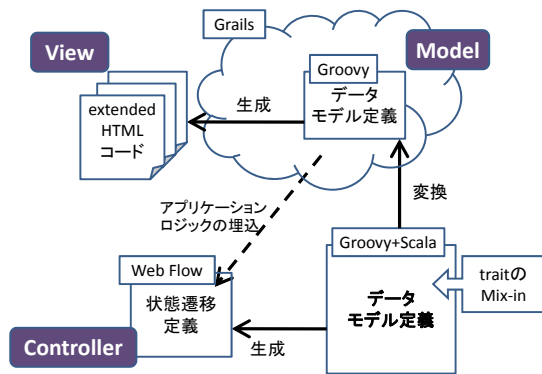 Grails
View
Model
Groovy
データ
モデル定義
生成
extended
HTML
コード
変換
アプリケーション
ロジックの埋込
Groovy+Scala
Web Flow
traitの
Mix-in
状態遷移
定義
データ
モデル定義
生成
Controller